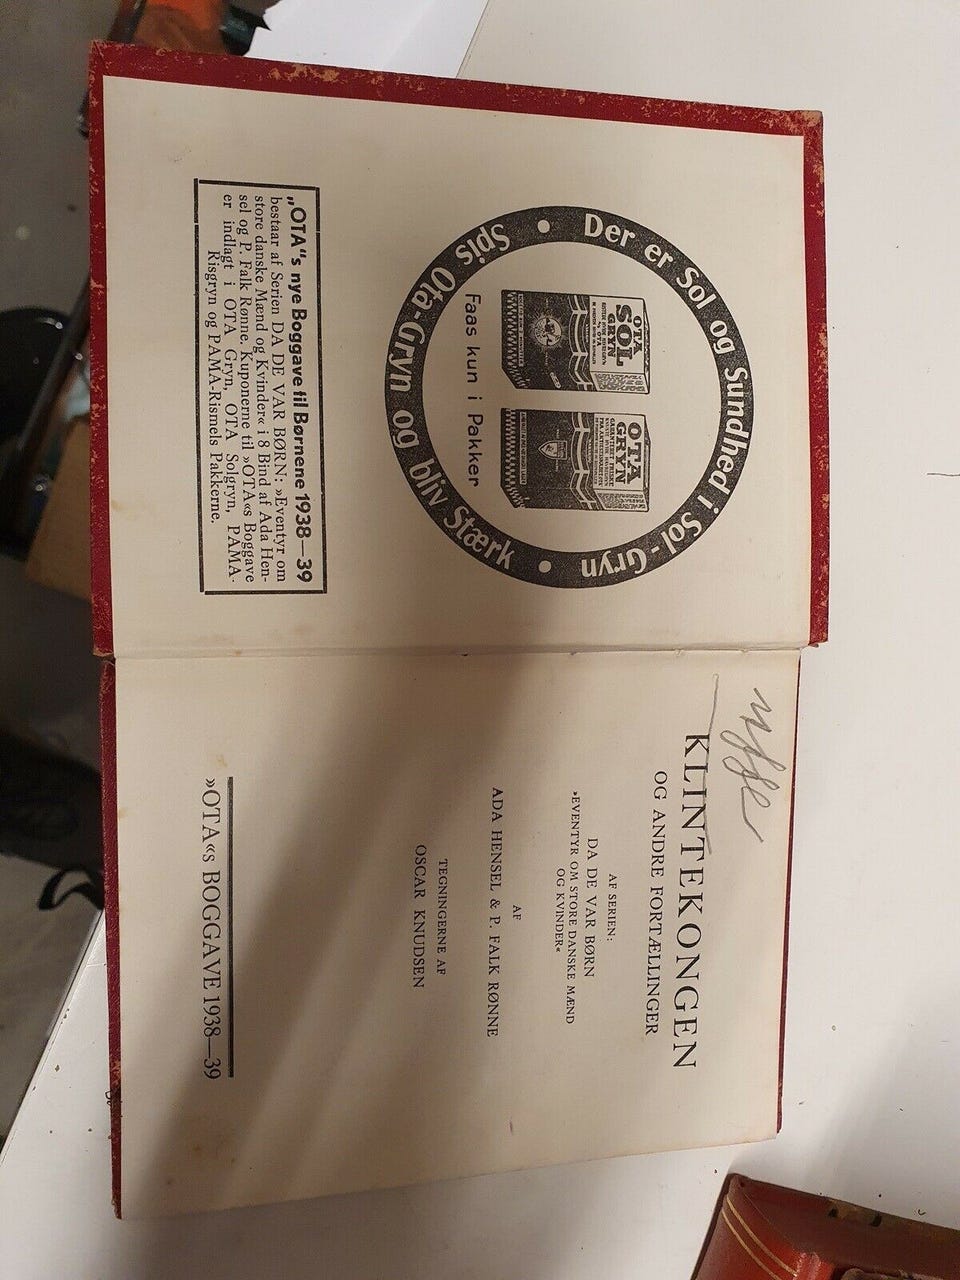 Der er Sol og Sundhed i Sol-Gryn
Spis Ota-Gryn og bliv Stærk
OTA
SOL
GRYN
OTA
GRYN
Faas kun i Pakker
„OTA“s nye Boggave til Børnene 1938—39
bestaar af Serien DA DE VAR BØRN: »Eventyr om
store danske Mænd og Kvinder« i 8 Bind af Ada Hen-
sel og P. Falk Rønne. Kuponerne til »OTA«s Boggave
er indlagt i OTA Gryn, OTA Solgryn, PAMA-
Risgryn og PAMA-Rismels Pakkerne.
Uffe
KLINTEKONGEN
OG ANDRE FORTÆLLINGER
AF SERIEN:
DA DE VAR BØRN
»EVENTYR OM STORE DANSKE MÆND
OG KVINDER«
AF
ADA HENSEL & P. FALK RØNNE
TEGNINGERNE AF
OSCAR KNUDSEN
»OTA«s BOGGAVE 1938—39